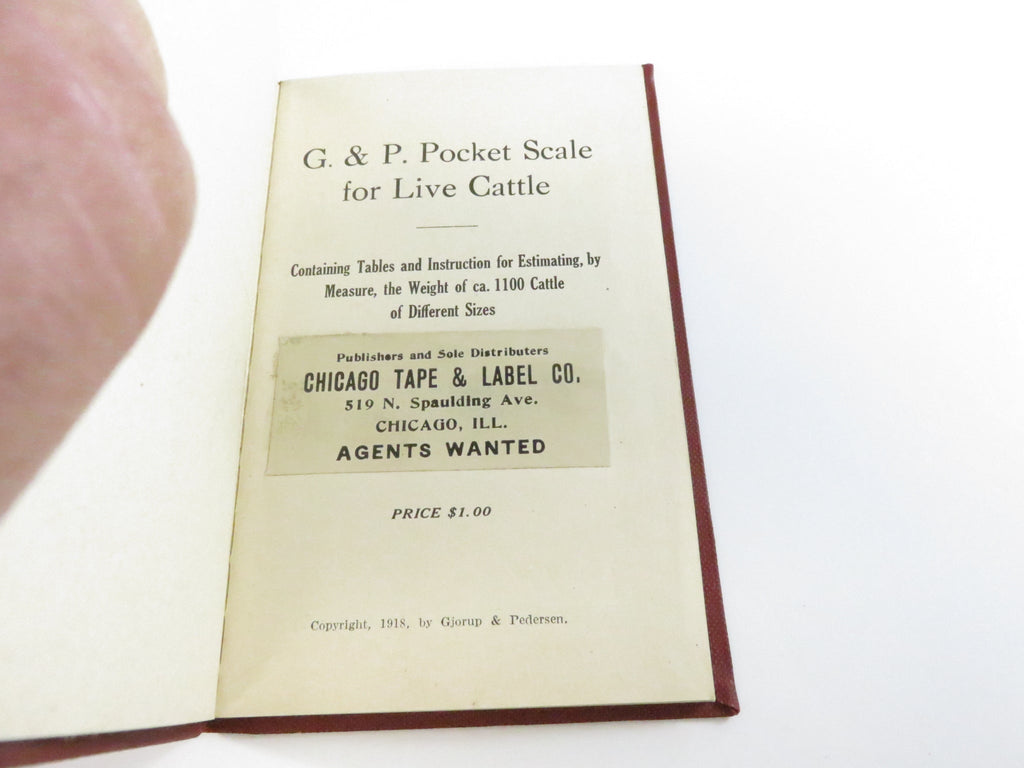 G. & P. Pocket Scale
for Live Cattle
Containing Tables and Instruction for Estimating, by
Measure, the Weight of ca. 1100 Cattle
of Different Sizes
Publishers and Sole Distributers
CHICAGO TAPE & LABEL CO.
519 N. Spaulding Ave.
CHICAGO, ILL.
AGENTS WANTED
PRICE $1.00
Copyright, 1918, by Gjorup & Pedersen.